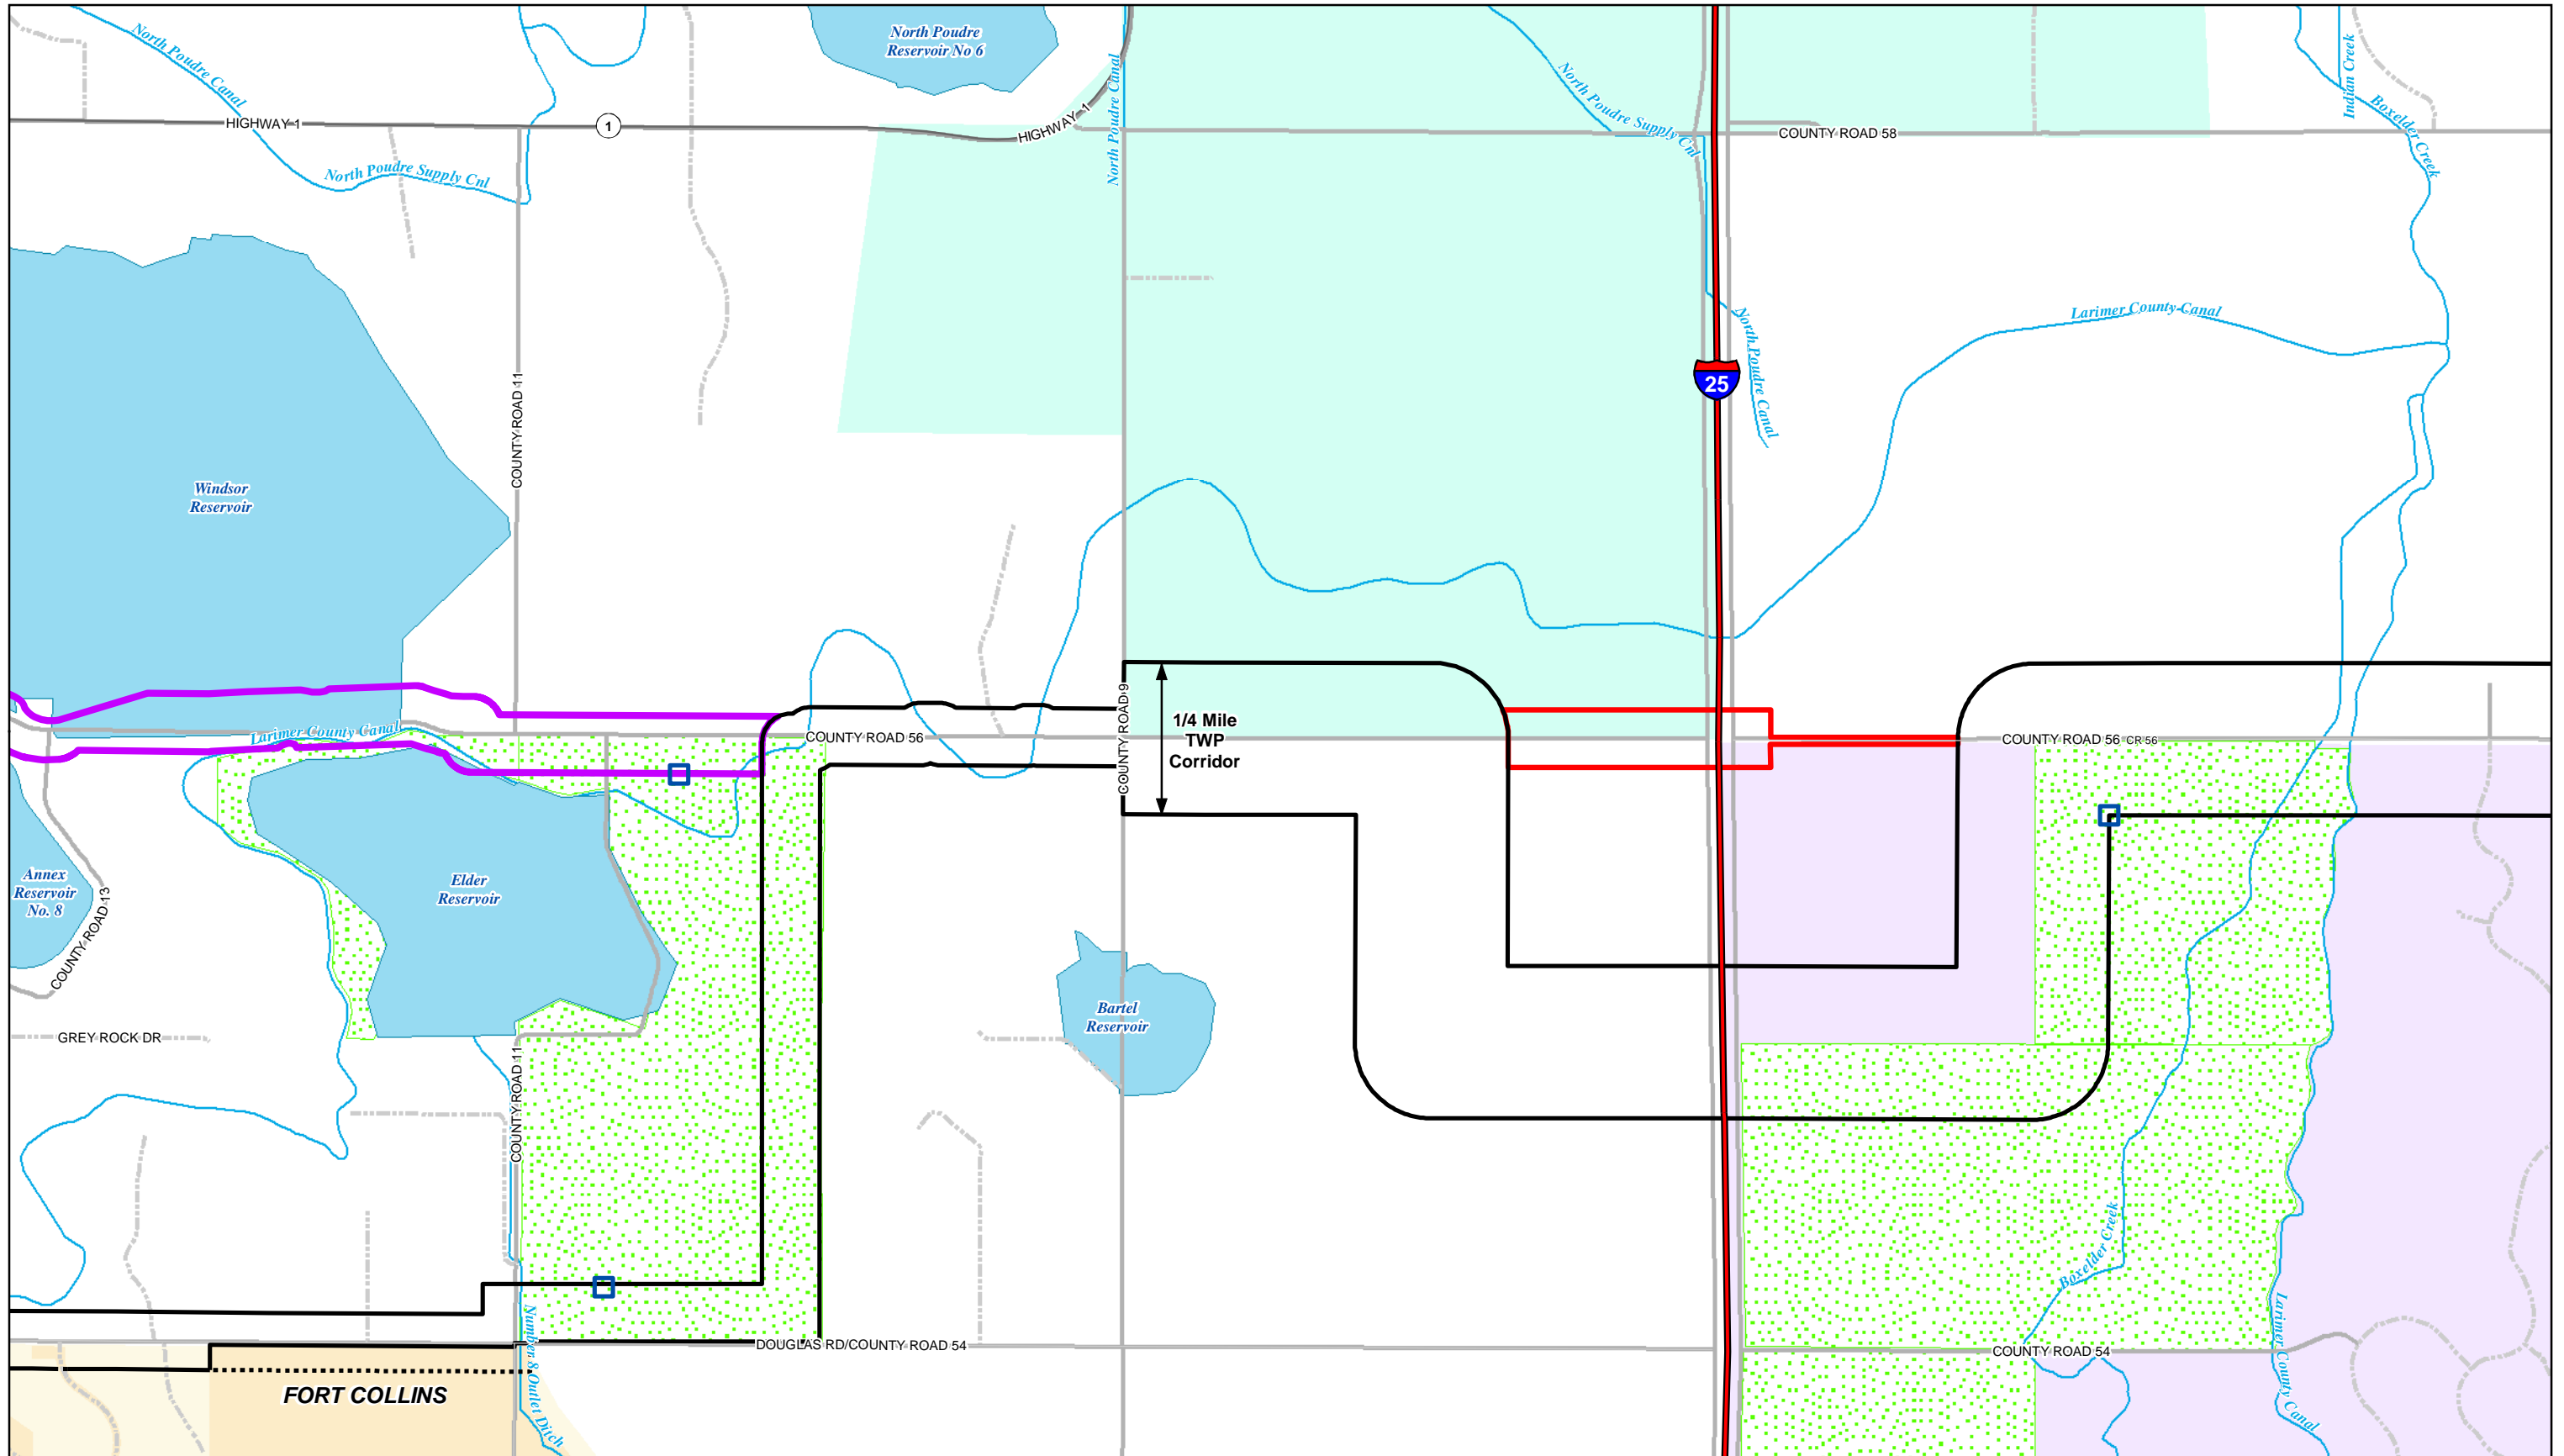 North Poudre Canal
North Poudre
Reservoir No 6
North Poudre Canal
North Poudre Supply Cnl
Indian Creek
Boxelder Creek
HIGHWAY 1
1
HIGHWAY 1
COUNTY ROAD 58
North Poudre Supply Cnl
COUNTY ROAD 11
North Poudre Canal
Larimer County Canal
25
Windsor
Reservoir
COUNTY ROAD 9
1/4 Mile
TWP
Corridor
Larimer County Canal
COUNTY ROAD 56
COUNTY ROAD 56
CR 56
Annex
Reservoir
No. 8
COUNTY ROAD 13
Elder
Reservoir
Bartel
Reservoir
GREY ROCK DR
COUNTY ROAD 11
Boxelder Creek
Number 8 Outlet Ditch
DOUGLAS RD/COUNTY ROAD 54
COUNTY ROAD 54
Larimer County Canal
FORT COLLINS